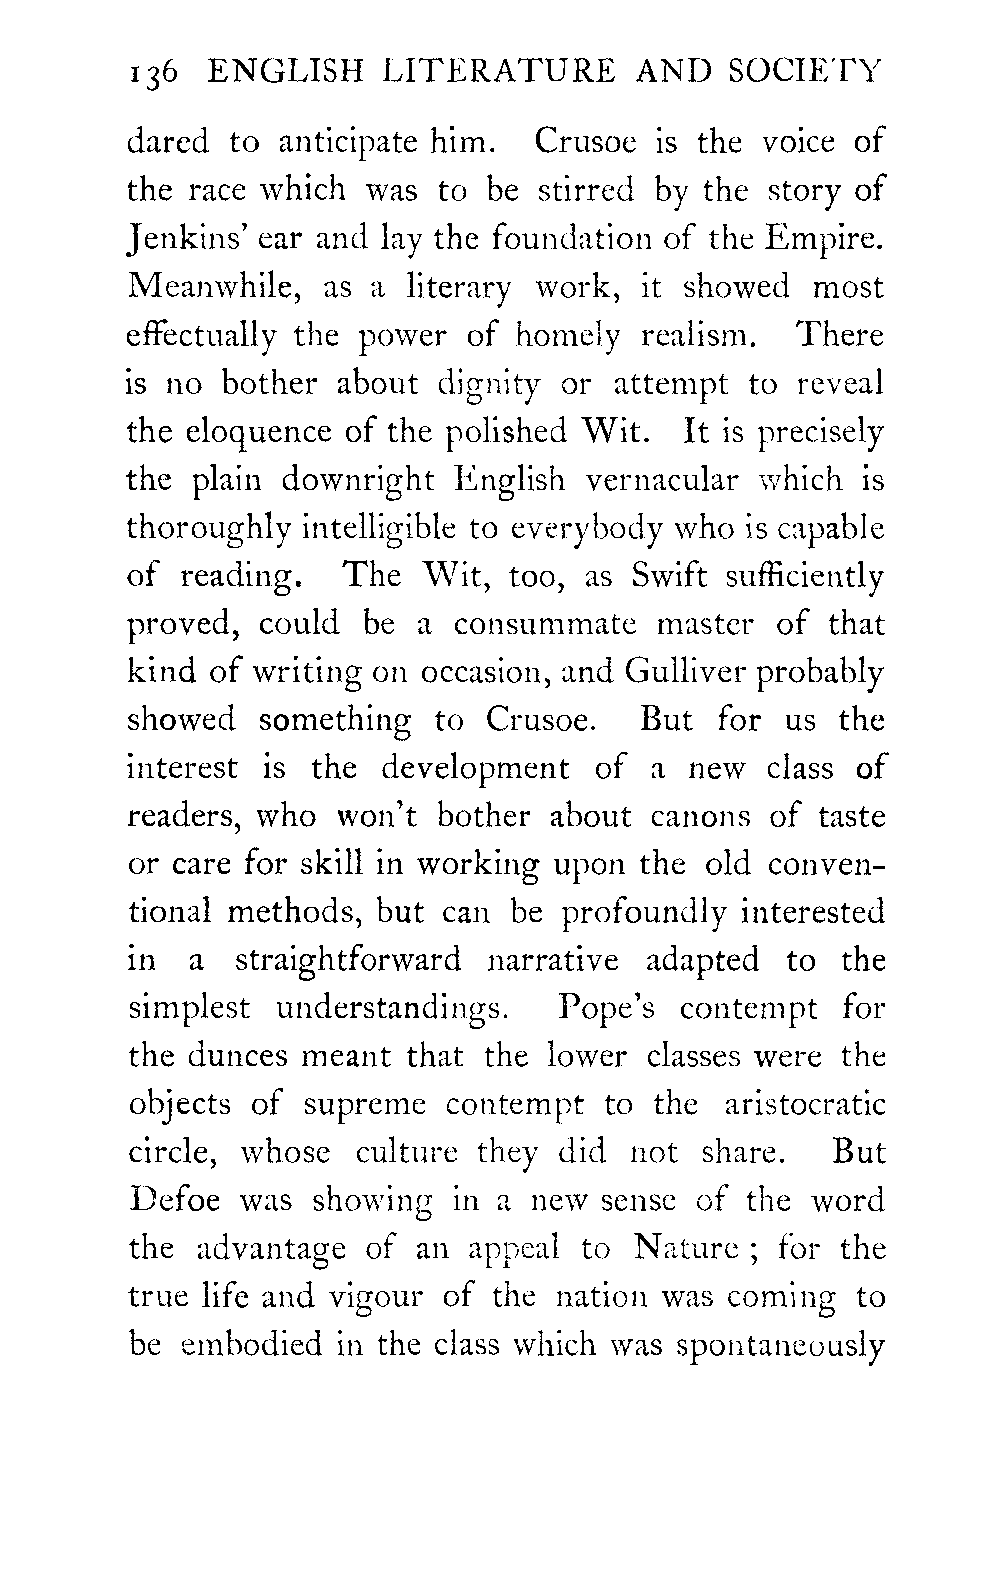 136 ENGLISH LITERATURE AND SOCIETY
dared to anticipate him. Crusoe is the voice of
the race which was to be stirred by the story of
Jenkins' ear and lay the foundation of the Empire.
Meanwhile, as a literary work, it showed most
effectually the power of homely realism. There
is no bother about dignity or attempt to reveal
the eloquence of the polished Wit. It is precisely
the plain downright English vernacular which is
thoroughly intelligible to everybody who is capable
of reading. The Wit, too, as Swift sufficiently
proved, could be a consummate master of that
kind of writing on occasion, and Gulliver probably
showed something to Crusoe. But for us the
interest is the development of a new class of
readers, who won't bother about canons of taste
or care for skill in working upon the old conven-
tional methods, but can be profoundly interested
in a straightforward narrative adapted to the
simplest understandings. Pope's contempt for
the dunces meant that the lower classes were the
objects of supreme contempt to the aristocratic
circle, whose culture they did not share. But
Defoe was showing in a new sense of the word
the advantage of an appeal to Nature ; for the
true life and vigour of the nation was coming to
be embodied in the class which was spontaneously